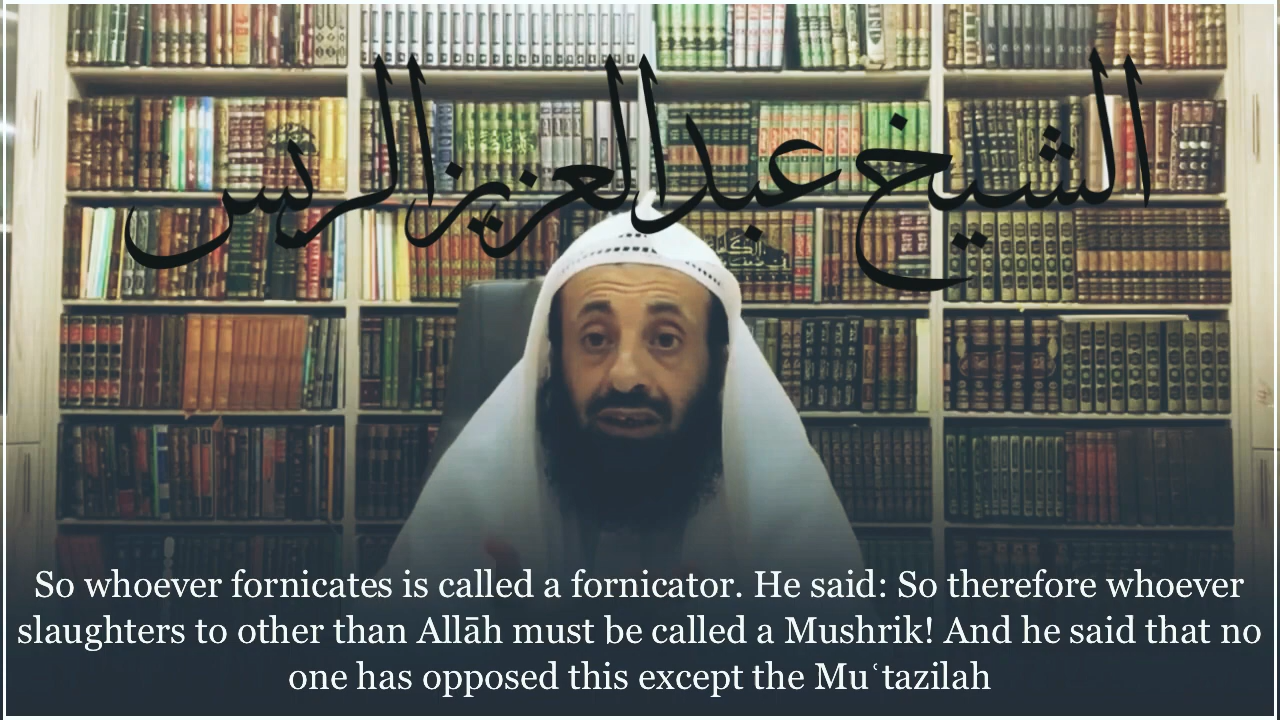 الشيخ عبدالعزيز الريس
So whoever fornicates is called a fornicator. He said: So therefore whoever
slaughters to other than Allāh must be called a Mushrik! And he said that no
one has opposed this except the Muʿtazilah